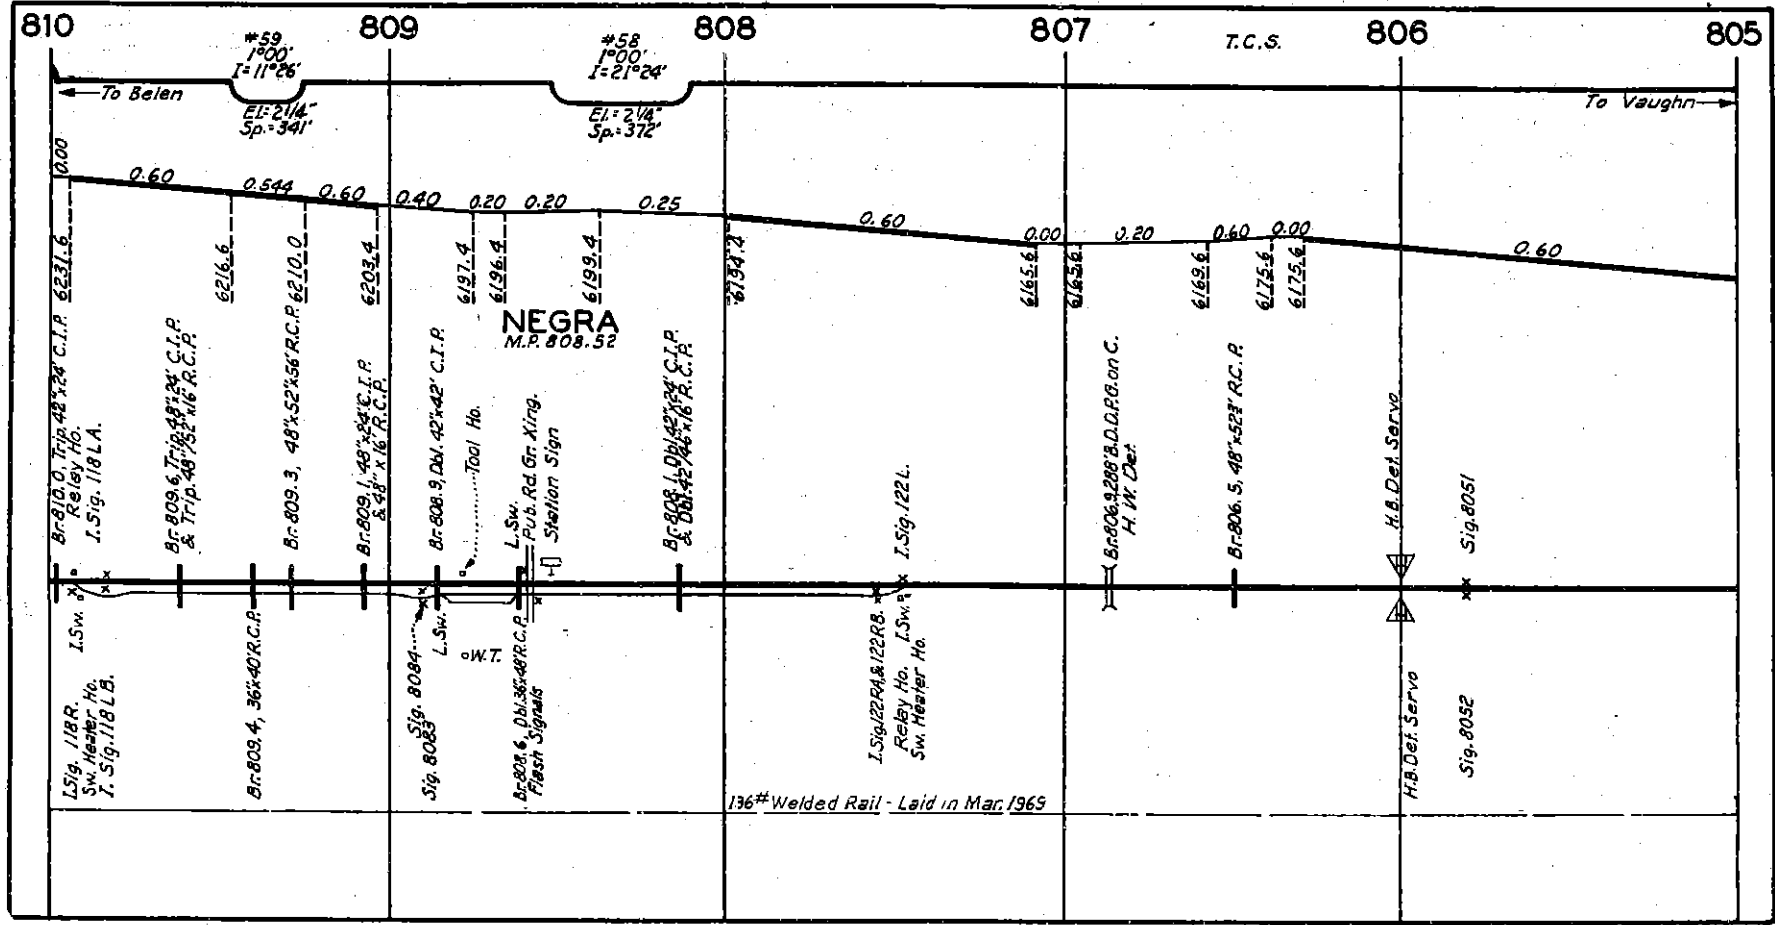 810
809
808
807
806
805
T.C.S.
#59
1°00'
I=11°26'
El=2 1/4"
Sp.=341'
#58
1°00'
I=21°24'
El.=2 1/4"
Sp.=372'
To Belen
To Vaughn
0.00
0.60
0.544
0.60
0.40
0.20
0.20
0.25
0.60
0.00
0.20
0.60
0.00
0.60
6231.6
6216.6
6210.0
6203.4
6197.4
6196.4
6199.4
6194.4
6165.6
6165.6
6169.6
6175.6
6175.6
NEGRA
M.P. 808.52
Br. 810.0, Trip. 42"x24' C.I.P.
Relay Ho.
I.Sig. 118 LA.
Br. 809.6, Trip. 48"x24' C.I.P.
& Trip. 48"/52"x16' R.C.P.
Br. 809.3, 48"x52"x56' R.C.P.
Br. 809.1, 48"x24' C.I.P.
& 48" x 16' R.C.P.
Br. 808.9, Dbl. 42"x42' C.I.P.
Tool Ho.
L.Sw.
Pub. Rd. Gr. Xing.
Station Sign
Br. 808.1, Dbl. 42"x24' C.I.P.
& Dbl. 42"/46"x16' R.C.P.
I.Sig. 122 L.
Br. 806.9, 288' B.D.D.P.G. on C.
H. W. Det.
Br. 806.5, 48"x52 R.C.P.
H.B. Det. Servo
Sig. 8051
I.Sw.
I.Sig. 118R.
Sw. Heater Ho.
I. Sig. 118 LB.
Br. 809.4, 36"x40' R.C.P.
Sig. 8084
Sig. 8083
L.Sw.
W.T.
Br. 808.6, Dbl. 36"x48' R.C.P.
Flash Signals
I.Sig. 122 RA. & 122 RB.
Relay Ho.
I.Sw.
Sw. Heater Ho.
H.B. Det. Servo
Sig. 8052
136# Welded Rail - Laid in Mar. 1969